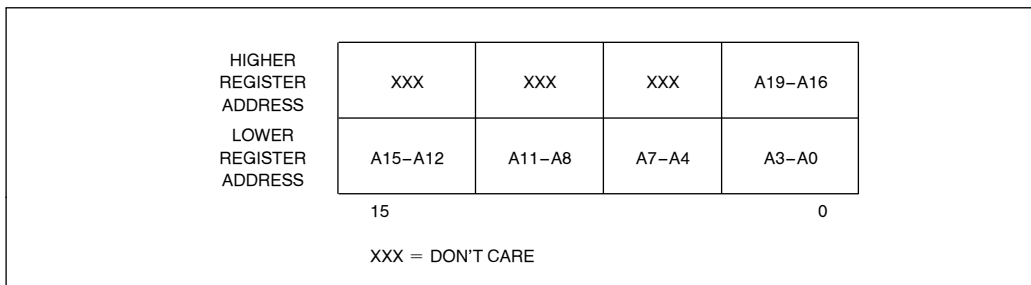 HIGHER
REGISTER
ADDRESS
XXX XXX XXX A19–A16
LOWER
REGISTER
ADDRESS
A15–A12 A11–A8 A7–A4 A3–A0
15 0
XXX = DON'T CARE